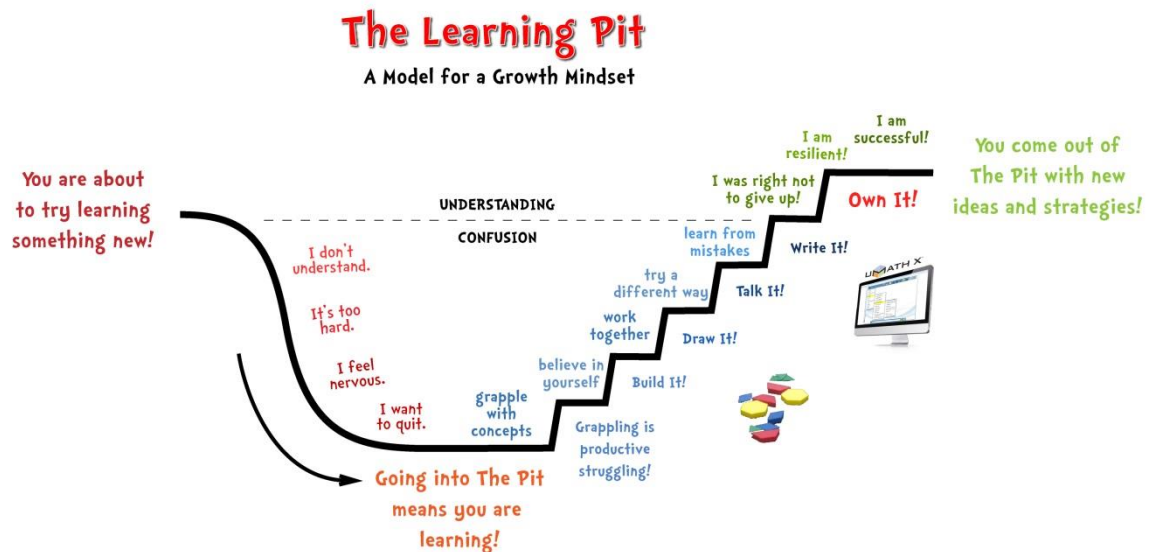 The Learning Pit
A Model for a Growth Mindset
You are about
to try learning
something new!
UNDERSTANDING
CONFUSION
I don't
understand.
It's too
hard.
I feel
nervous.
I want
to quit.
Going into The Pit
means you are
learning!
grapple
with
concepts
Grappling is
productive
struggling!
believe in
yourself
Build It!
work
together
Draw It!
try a
different way
Talk It!
learn from
mistakes
Write It!
I was right not
to give up!
Own It!
I am
resilient!
I am
successful!
You come out of
The Pit with new
ideas and strategies!
uMATH X